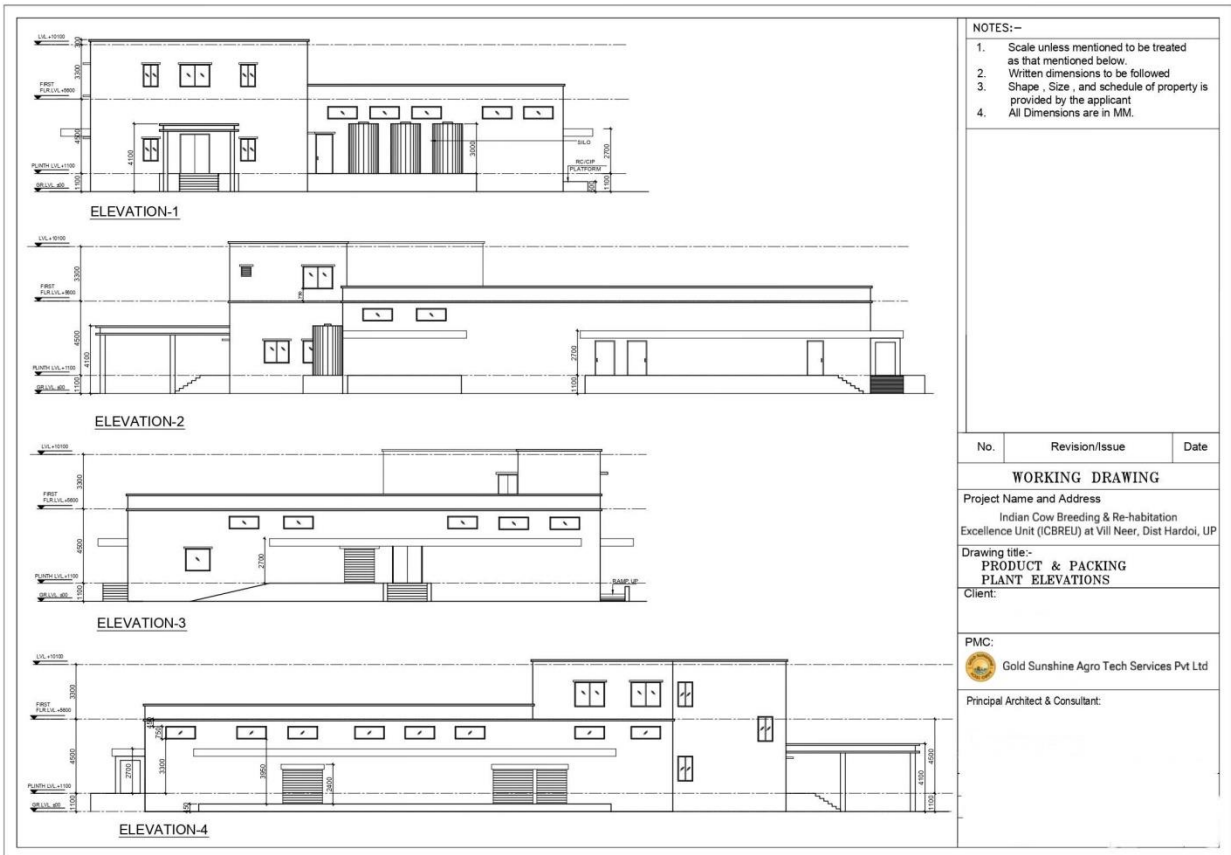 LVL.+10100
300
3300
FIRST
FLR.LVL.+5600
4500
4100
3000
SILO
2700
RC/CIP
PLATFORM
PLINTH LVL.+1100
1100
GR.LVL. ±00
1100
ELEVATION-1
LVL.+10100
3300
FIRST
FLR.LVL.+5600
4500
4100
2700
PLINTH LVL.+1100
1100
GR.LVL. ±00
1100
ELEVATION-2
LVL.+10100
3300
FIRST
FLR.LVL.+5600
4500
2700
PLINTH LVL.+1100
1100
GR.LVL. ±00
RAMP UP
ELEVATION-3
LVL.+10100
3300
FIRST
FLR.LVL.+5600
450
750
4500
2700
3300
3950
2400
4100
4500
PLINTH LVL.+1100
1100
GR.LVL. ±00
1100
ELEVATION-4
NOTES:-
1. Scale unless mentioned to be treated
as that mentioned below.
2. Written dimensions to be followed
3. Shape , Size , and schedule of property is
provided by the applicant
4. All Dimensions are in MM.
No. Revision/Issue Date
WORKING DRAWING
Project Name and Address
Indian Cow Breeding & Re-habitation
Excellence Unit (ICBREU) at Vill Neer, Dist Hardoi, UP
Drawing title:-
PRODUCT & PACKING
PLANT ELEVATIONS
Client:
PMC:
Gold Sunshine Agro Tech Services Pvt Ltd
Principal Architect & Consultant: